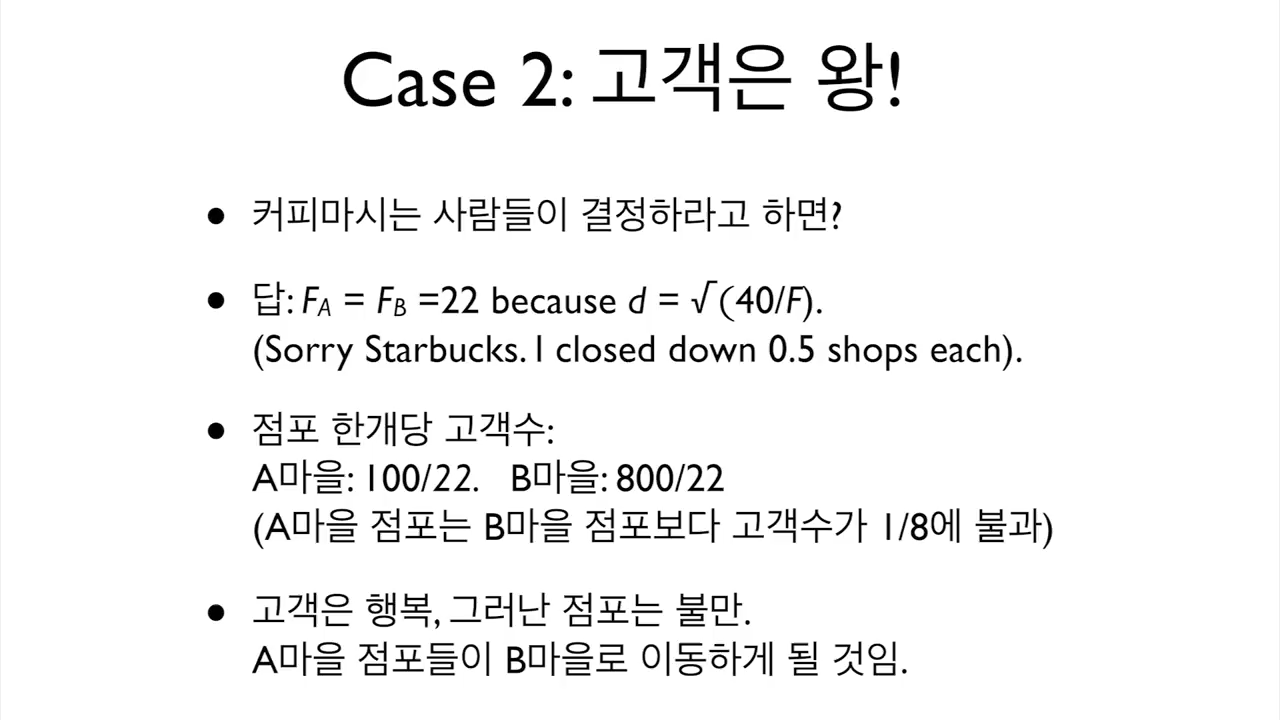 Case 2: 고객은 왕!
• 커피마시는 사람들이 결정하라고 하면?
• 답: FA = FB =22 because d = √(40/F).
(Sorry Starbucks. I closed down 0.5 shops each).
• 점포 한개당 고객수:
A마을: 100/22. B마을: 800/22
(A마을 점포는 B마을 점포보다 고객수가 1/8에 불과)
• 고객은 행복, 그러난 점포는 불만.
A마을 점포들이 B마을로 이동하게 될 것임.